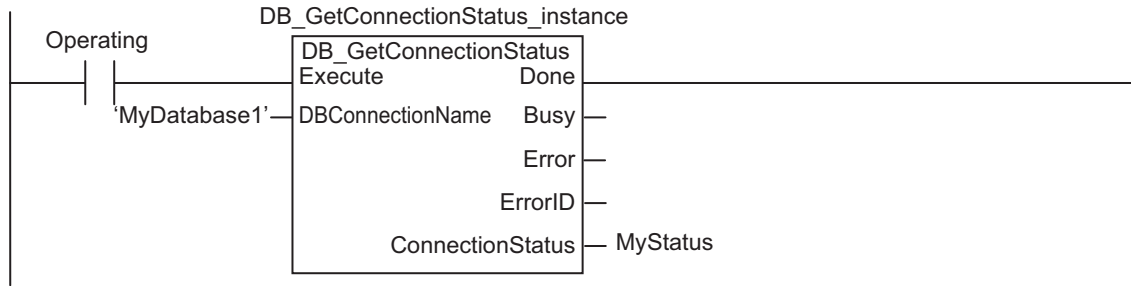 DB_GetConnectionStatus_instance
Operating
DB_GetConnectionStatus
Execute Done
‘MyDatabase1’ DBConnectionName Busy
Error
ErrorID
ConnectionStatus MyStatus